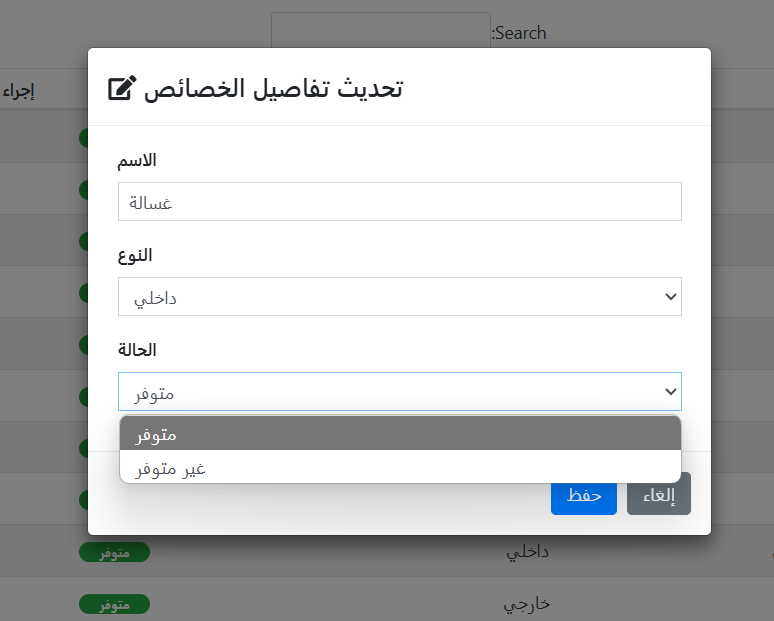 Search:
إجراء
تحديث تفاصيل الخصائص
الاسم
غسالة
النوع
داخلي
الحالة
متوفر
متوفر
غير متوفر
إلغاء
حفظ
داخلي
متوفر
خارجي
متوفر